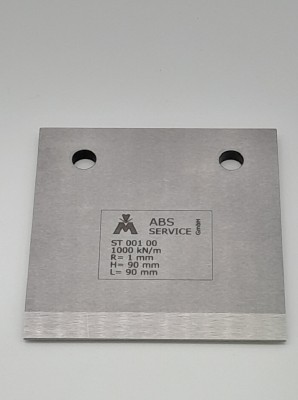 ABS
SERVICE GmbH
ST 001 00
1000 kN/m
R= 1 mm
H= 90 mm
L= 90 mm